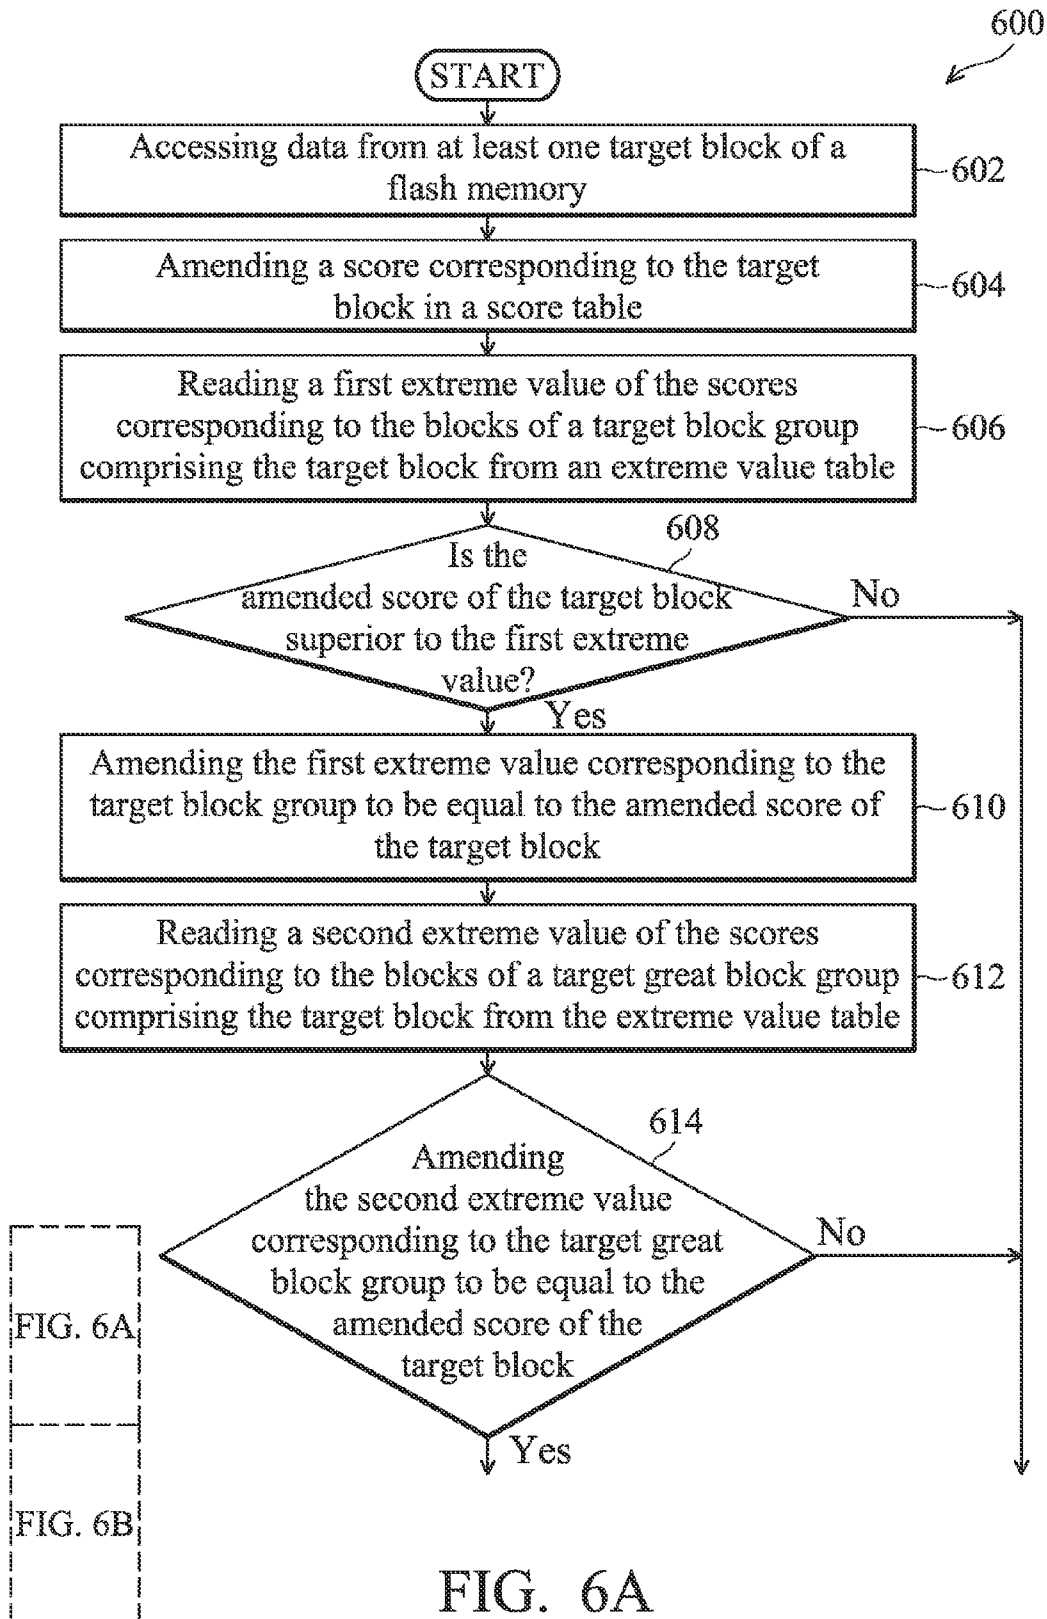 600
START
Accessing data from at least one target block of a
flash memory
602
Amending a score corresponding to the target
block in a score table
604
Reading a first extreme value of the scores
corresponding to the blocks of a target block group
comprising the target block from an extreme value table
606
608
Is the
amended score of the target block
superior to the first extreme
value?
No
Yes
Amending the first extreme value corresponding to the
target block group to be equal to the amended score of
the target block
610
Reading a second extreme value of the scores
corresponding to the blocks of a target great block group
comprising the target block from the extreme value table
612
614
Amending
the second extreme value
corresponding to the target great
block group to be equal to the
amended score of the
target block
No
Yes
FIG. 6A
FIG. 6B
FIG. 6A